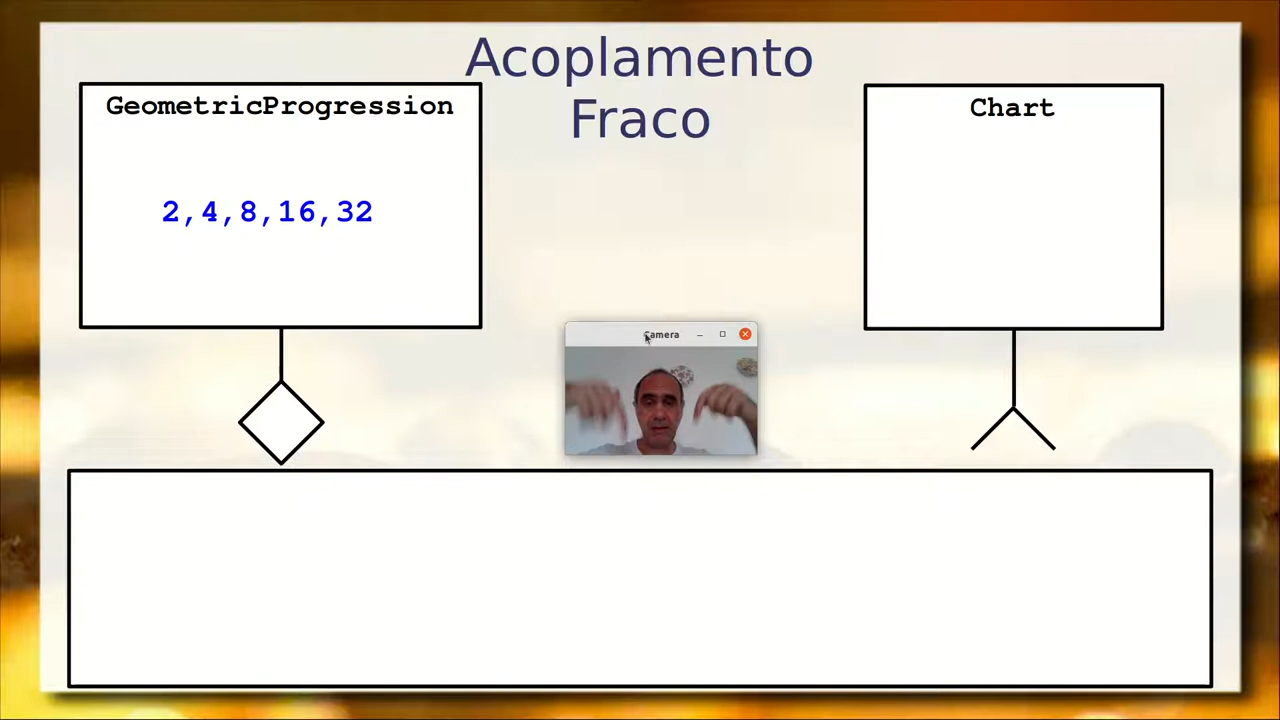 Acoplamento
Fraco
GeometricProgression
2,4,8,16,32
Chart
Camera